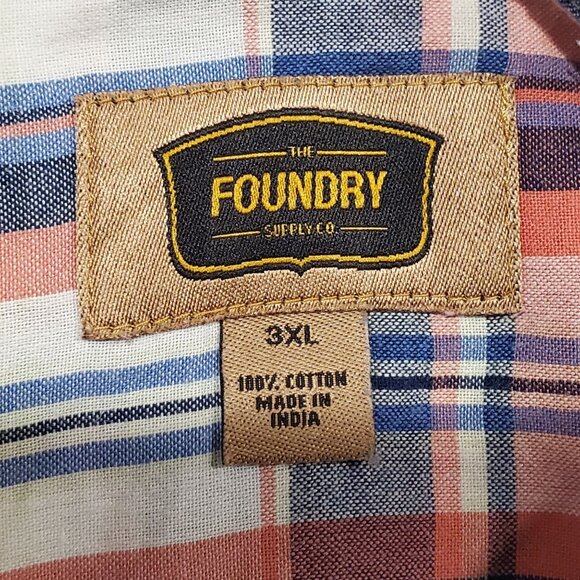 THE
FOUNDRY
SUPPLY CO.
3XL
100% COTTON
MADE IN
INDIA